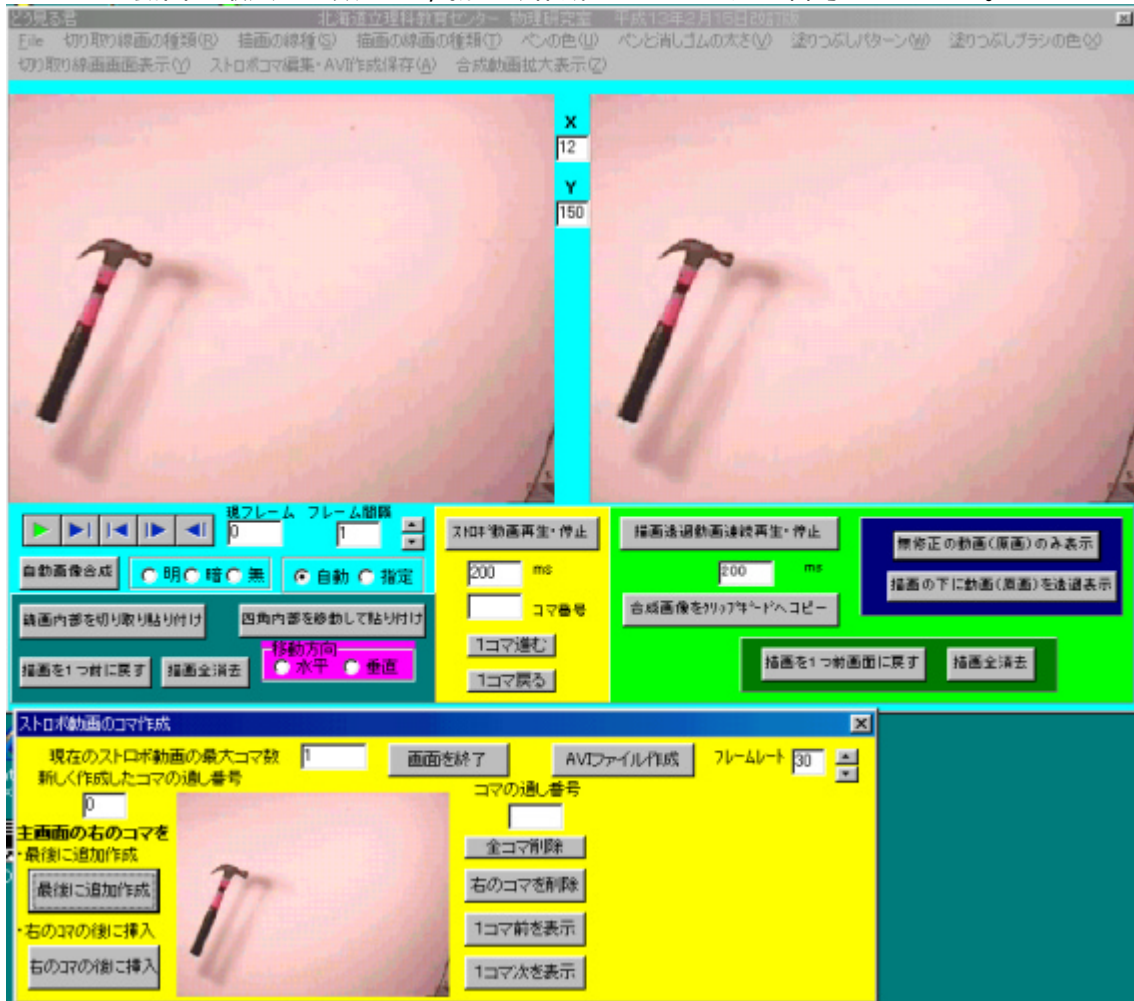 どう見る君 北海道立理科教育センター 物理研究室 平成13年2月16日改訂版
File 切り取り線画の種類(R) 描画の線種(S) 描画の線画の種類(T) ペンの色(U) ペンと消しゴムの太さ(V) 塗りつぶしパターン(W) 塗りつぶしブラシの色(X)
切り取り線画画面表示(Y) ストロボコマ編集・AVI作成保存(A) 合成動画拡大表示(Z)
X
12
Y
150
現フレーム フレーム間隔
0 1
自動画像合成 明 暗 無 自動 指定
線画内部を切り取り貼り付け 四角内部を移動して貼り付け
移動方向
水平 垂直
描画を1つ前に戻す 描画全消去
ストロボ動画再生・停止
200 ms
コマ番号
1コマ進む
1コマ戻る
描画透過動画連続再生・停止
200 ms
合成画像をクリップボードへコピー
無修正の動画(原画)のみ表示
描画の下に動画(原画)を透過表示
描画を1つ前画面に戻す 描画全消去
ストロボ動画のコマ作成
現在のストロボ動画の最大コマ数 1 画面を終了 AVIファイル作成 フレームレート 30
新しく作成したコマの通し番号
0
コマの通し番号
主画面の右のコマを
・最後に追加作成
最後に追加作成
・右のコマの後に挿入
右のコマの後に挿入
全コマ削除
右のコマを削除
1コマ前を表示
1コマ次を表示